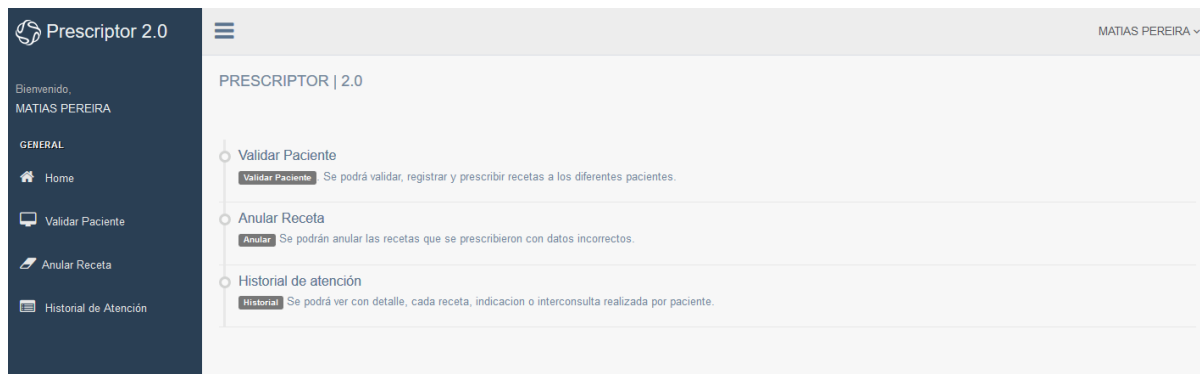 Prescriptor 2.0
MATIAS PEREIRA
Bienvenido,
MATIAS PEREIRA
GENERAL
Home
Validar Paciente
Anular Receta
Historial de Atención
PRESCRIPTOR | 2.0
Validar Paciente
Validar Paciente . Se podrá validar, registrar y prescribir recetas a los diferentes pacientes.
Anular Receta
Anular Se podrán anular las recetas que se prescribieron con datos incorrectos.
Historial de atención
Historial Se podrá ver con detalle, cada receta, indicacion o interconsulta realizada por paciente.